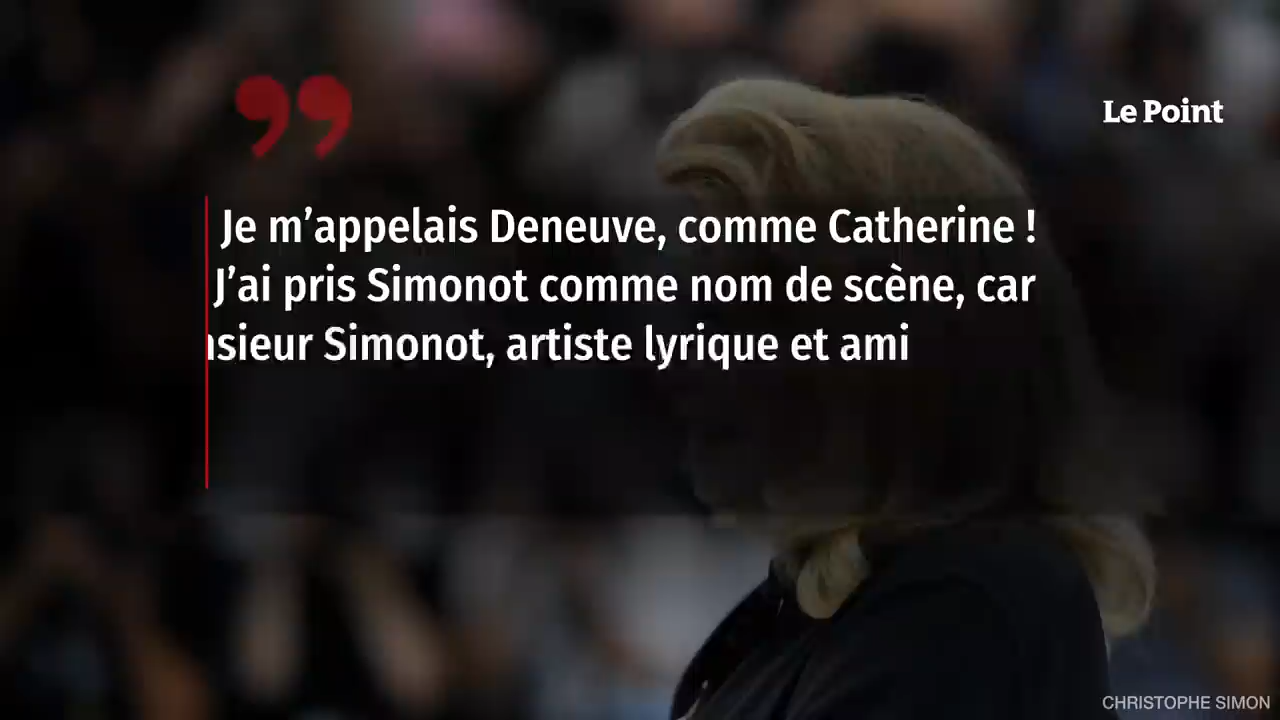 Le Point
Je m’appelais Deneuve, comme Catherine !
J’ai pris Simonot comme nom de scène, car
nsieur Simonot, artiste lyrique et ami
CHRISTOPHE SIMON